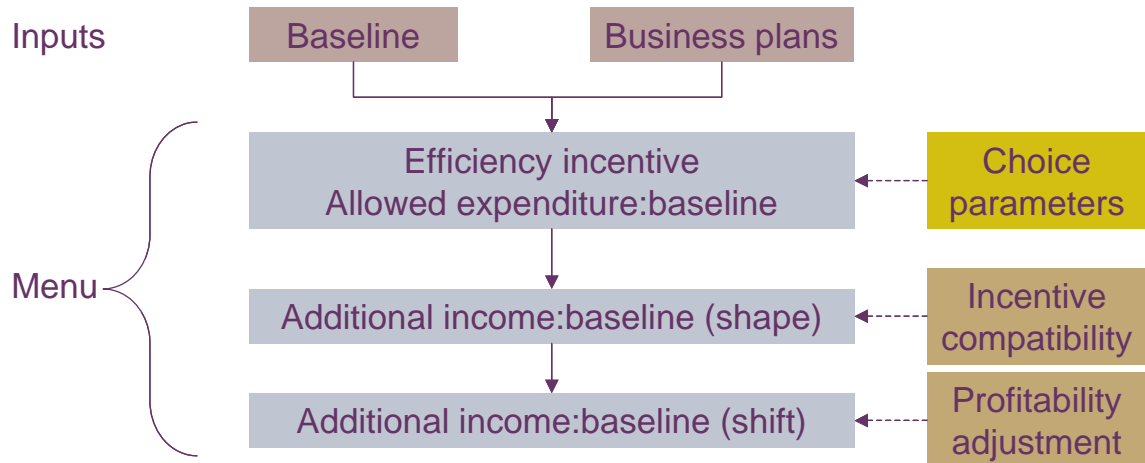 Inputs
Baseline
Business plans
Efficiency incentive
Allowed expenditure:baseline
Choice
parameters
Menu
Additional income:baseline (shape)
Incentive
compatibility
Additional income:baseline (shift)
Profitability
adjustment